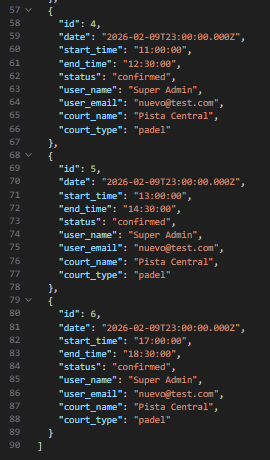 57 {
58 "id": 4,
59 "date": "2026-02-09T23:00:00.000Z",
60 "start_time": "11:00:00",
61 "end_time": "12:30:00",
62 "status": "confirmed",
63 "user_name": "Super Admin",
64 "user_email": "nuevo@test.com",
65 "court_name": "Pista Central",
66 "court_type": "padel"
67 },
68 {
69 "id": 5,
70 "date": "2026-02-09T23:00:00.000Z",
71 "start_time": "13:00:00",
72 "end_time": "14:30:00",
73 "status": "confirmed",
74 "user_name": "Super Admin",
75 "user_email": "nuevo@test.com",
76 "court_name": "Pista Central",
77 "court_type": "padel"
78 },
79 {
80 "id": 6,
81 "date": "2026-02-09T23:00:00.000Z",
82 "start_time": "17:00:00",
83 "end_time": "18:30:00",
84 "status": "confirmed",
85 "user_name": "Super Admin",
86 "user_email": "nuevo@test.com",
87 "court_name": "Pista Central",
88 "court_type": "padel"
89 }
90 ]